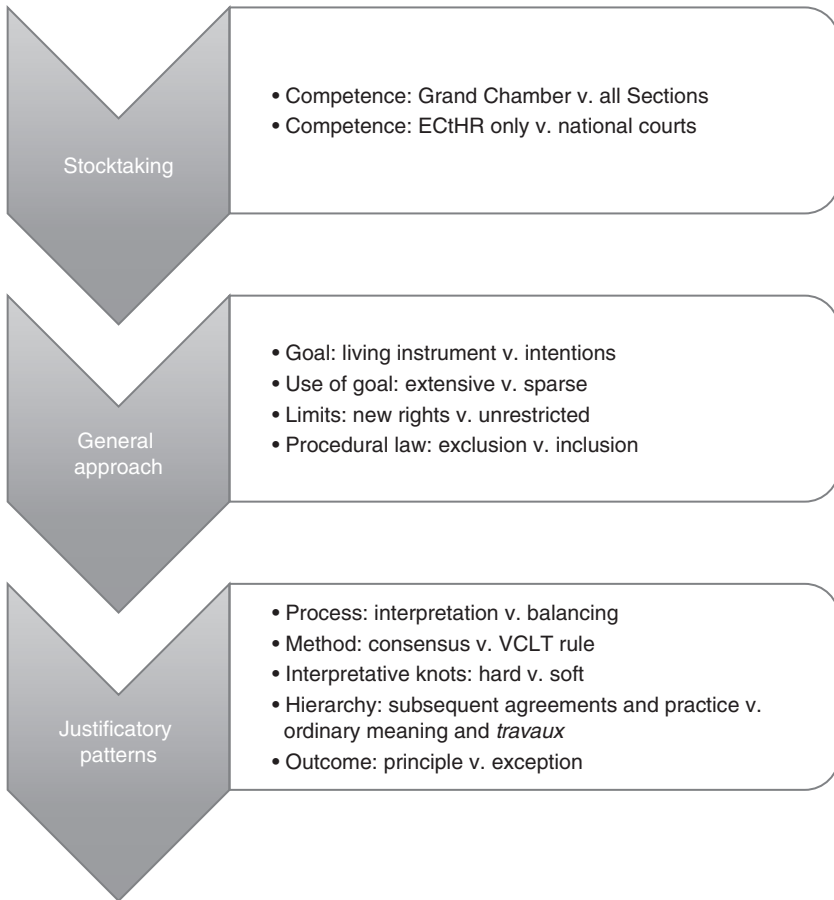 Stocktaking
• Competence: Grand Chamber v. all Sections
• Competence: ECtHR only v. national courts
General
approach
• Goal: living instrument v. intentions
• Use of goal: extensive v. sparse
• Limits: new rights v. unrestricted
• Procedural law: exclusion v. inclusion
Justificatory
patterns
• Process: interpretation v. balancing
• Method: consensus v. VCLT rule
• Interpretative knots: hard v. soft
• Hierarchy: subsequent agreements and practice v.
ordinary meaning and travaux
• Outcome: principle v. exception